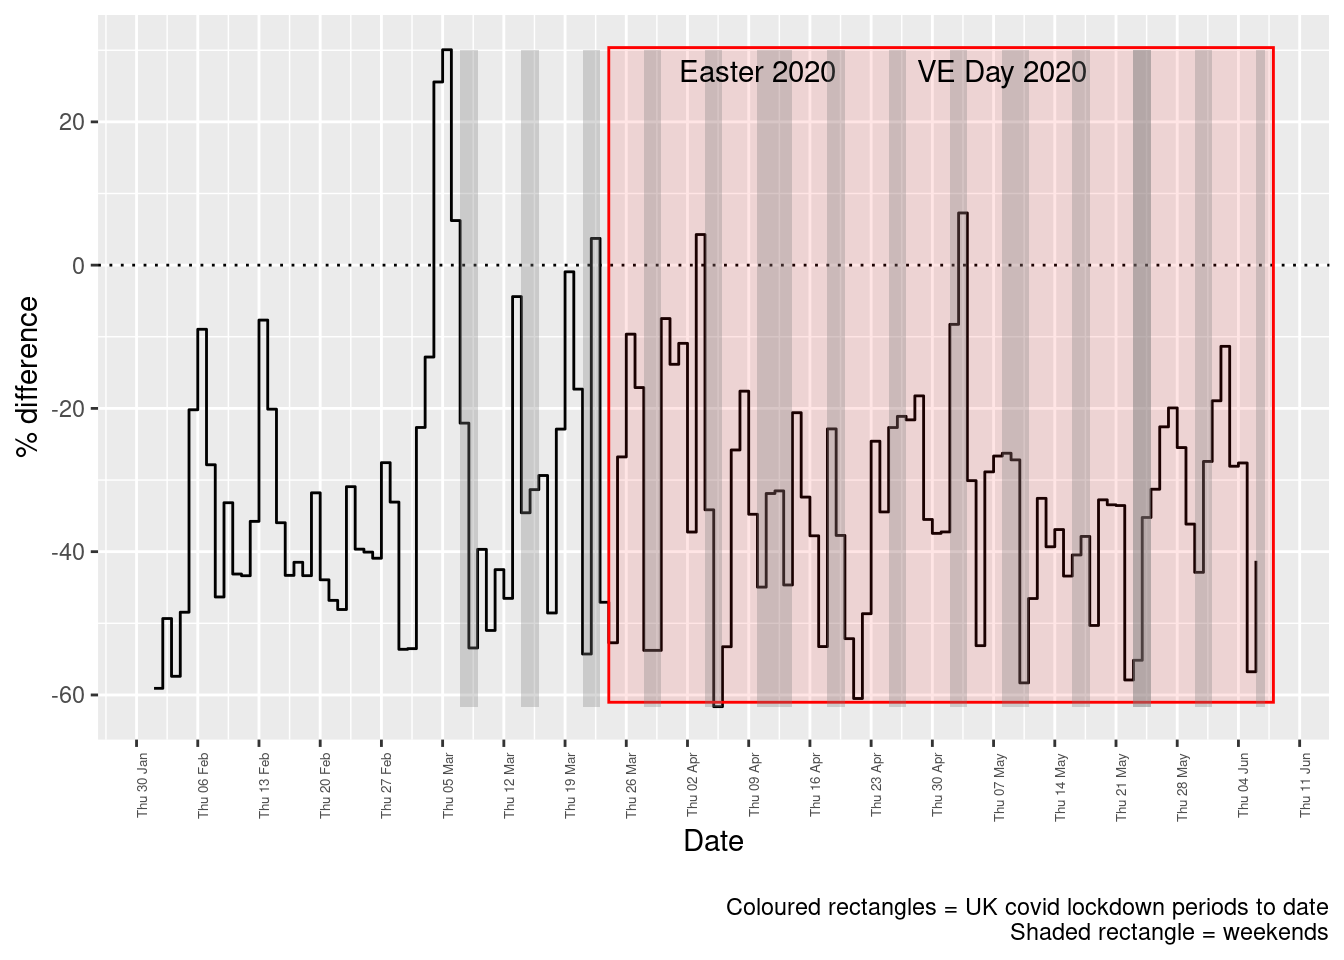 Easter 2020 VE Day 2020
20
0
-20
-40
-60
% difference
Thu 30 Jan
Thu 06 Feb
Thu 13 Feb
Thu 20 Feb
Thu 27 Feb
Thu 05 Mar
Thu 12 Mar
Thu 19 Mar
Thu 26 Mar
Thu 02 Apr
Thu 09 Apr
Thu 16 Apr
Thu 23 Apr
Thu 30 Apr
Thu 07 May
Thu 14 May
Thu 21 May
Thu 28 May
Thu 04 Jun
Thu 11 Jun
Date
Coloured rectangles = UK covid lockdown periods to date
Shaded rectangle = weekends